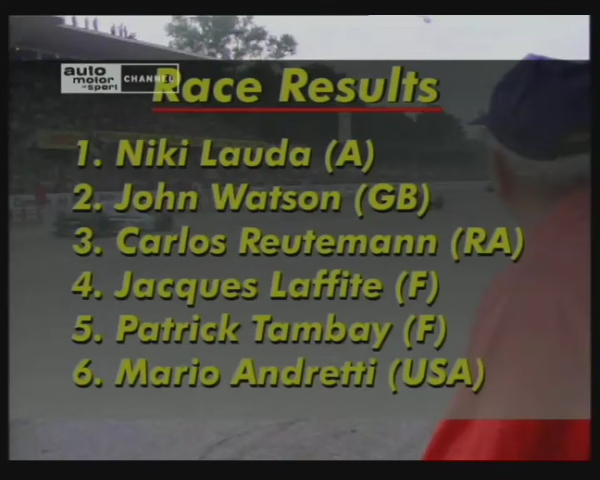 auto motor und sport CHANNEL
Race Results
1. Niki Lauda (A)
2. John Watson (GB)
3. Carlos Reutemann (RA)
4. Jacques Laffite (F)
5. Patrick Tambay (F)
6. Mario Andretti (USA)